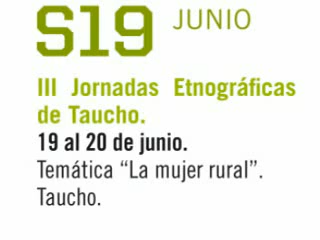 S19 JUNIO
III Jornadas Etnográficas
de Taucho.
19 al 20 de junio.
Temática “La mujer rural”.
Taucho.